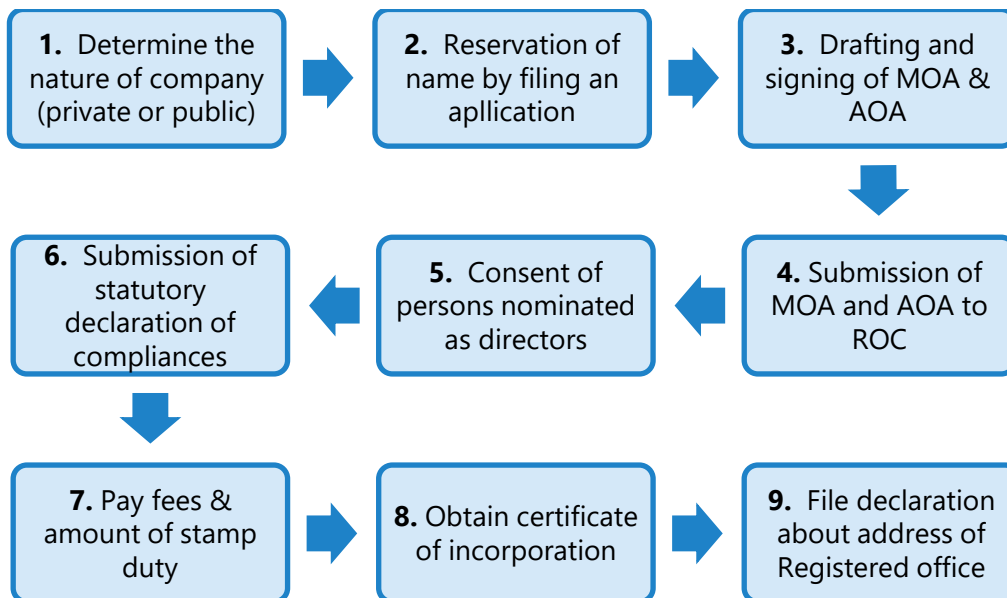 1. Determine the
nature of company
(private or public)
2. Reservation of
name by filing an
apllication
3. Drafting and
signing of MOA &
AOA
4. Submission of
MOA and AOA to
ROC
5. Consent of
persons nominated
as directors
6. Submission of
statutory
declaration of
compliances
7. Pay fees &
amount of stamp
duty
8. Obtain certificate
of incorporation
9. File declaration
about address of
Registered office